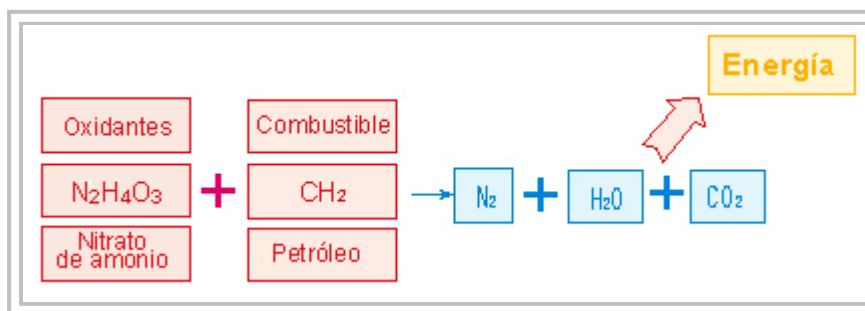 Energía
Oxidantes
Combustible
N₂H₄O₃ + CH₂ → N₂ + H₂O + CO₂
Nitrato
de amonio
Petróleo